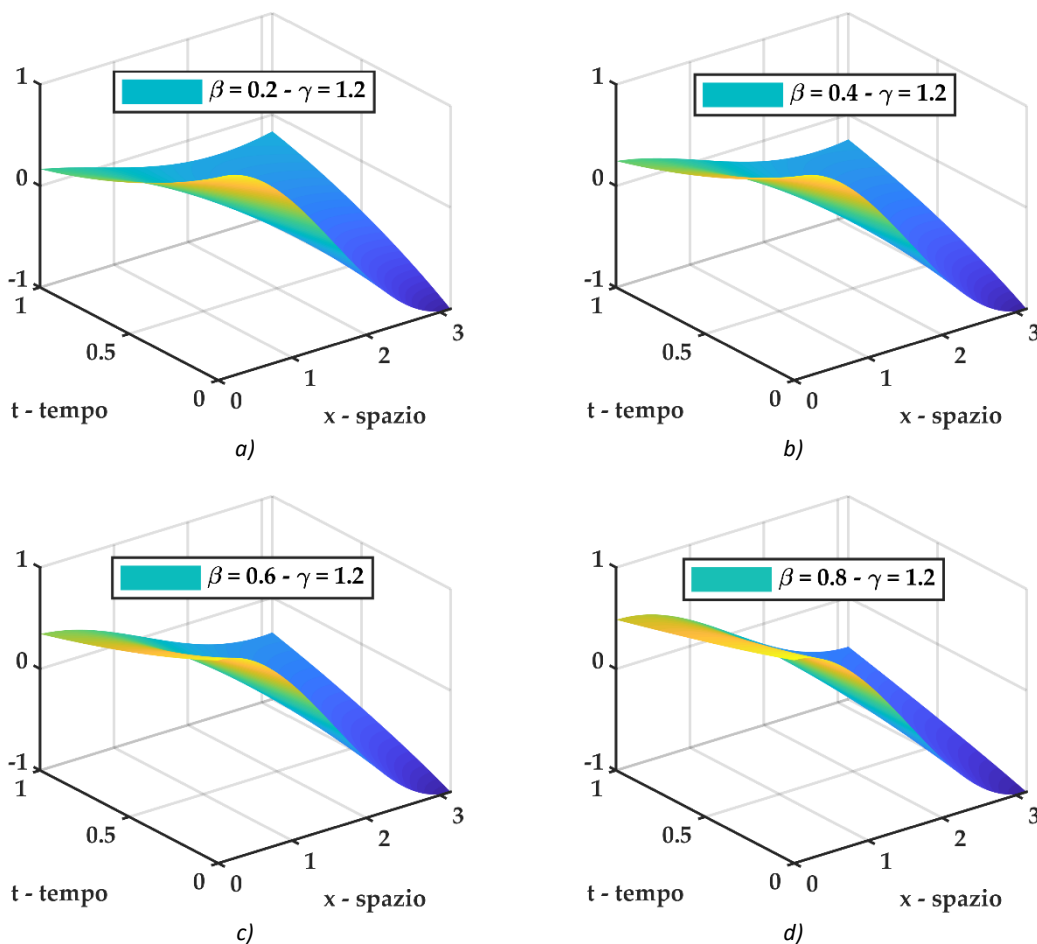 1
β = 0.2 - γ = 1.2
0
-1
1
0.5
0
0
1
2
3
t - tempo
x - spazio
a)
1
β = 0.4 - γ = 1.2
0
-1
1
0.5
0
0
1
2
3
t - tempo
x - spazio
b)
1
β = 0.6 - γ = 1.2
0
-1
1
0.5
0
0
1
2
3
t - tempo
x - spazio
c)
1
β = 0.8 - γ = 1.2
0
-1
1
0.5
0
0
1
2
3
t - tempo
x - spazio
d)